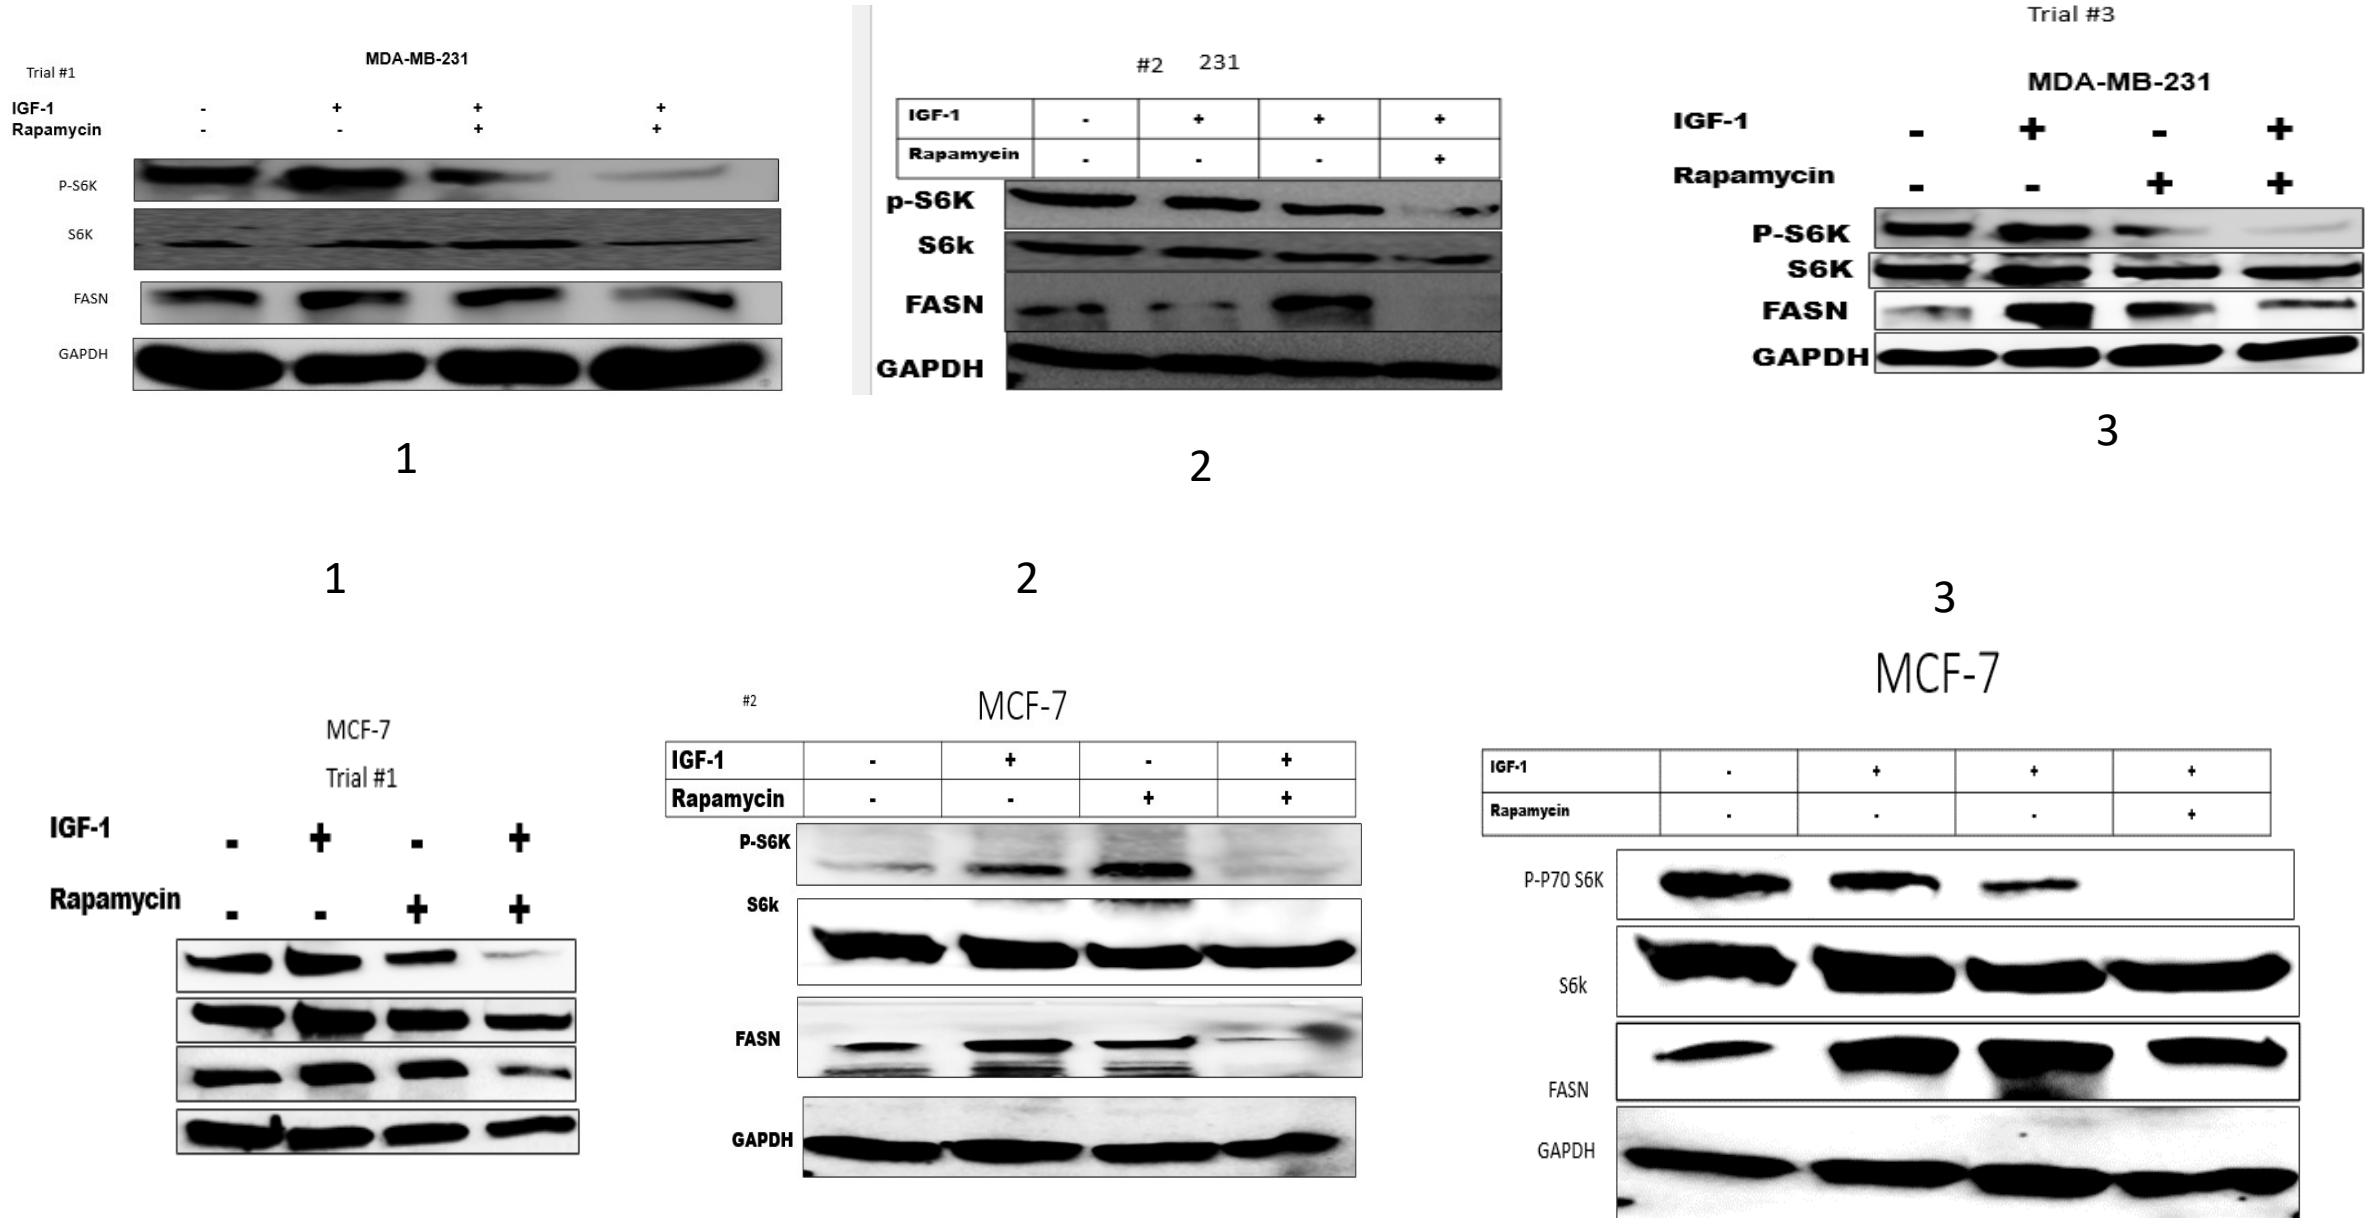 MDA-MB-231
Trial #1
IGF-1 - + + +
Rapamycin - - + +
P-S6K
S6K
FASN
GAPDH
1
#2 231
IGF-1 - + + +
Rapamycin - - - +
p-S6K
S6k
FASN
GAPDH
2
Trial #3
MDA-MB-231
IGF-1 - + - +
Rapamycin - - + +
P-S6K
S6K
FASN
GAPDH
3
1
MCF-7
Trial #1
IGF-1 - + - +
Rapamycin - - + +
2
#2 MCF-7
IGF-1 - + - +
Rapamycin - - + +
P-S6K
S6k
FASN
GAPDH
3
MCF-7
IGF-1 - + + +
Rapamycin - - - +
P-P70 S6K
S6k
FASN
GAPDH